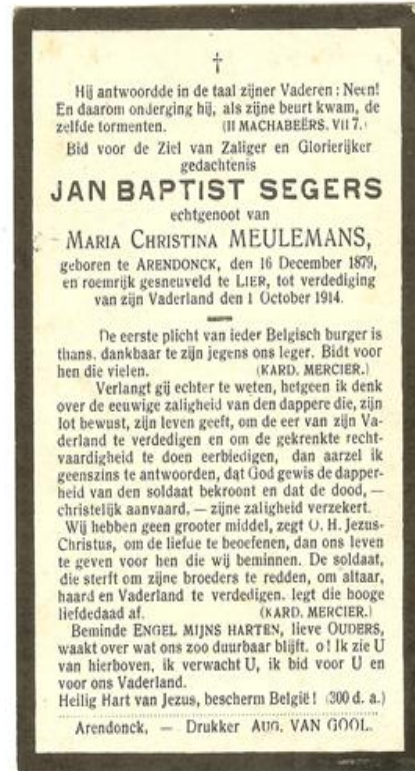 Hij antwoordde in de taal zijner Vaderen : Neen!
En daarom onderging hij, als zijne beurt kwam, de
zelfde tormenten. (II MACHABEËRS. VII 7.)
Bid voor de Ziel van Zaliger en Glorierijker
gedachtenis
JAN BAPTIST SEGERS
echtgenoot van
MARIA CHRISTINA MEULEMANS,
geboren te ARENDONCK, den 16 December 1879,
en roemrijk gesneuveld te LIER, tot verdediging
van zijn Vaderland den 1 October 1914.
De eerste plicht van ieder Belgisch burger is
thans. dankbaar te zijn jegens ons leger. Bidt voor
hen die vielen. (KARD. MERCIER.)
Verlangt gij echter te weten, hetgeen ik denk
over de eeuwige zaligheid van den dappere die, zijn
lot bewust, zijn leven geeft, om de eer van zijn Va-
derland te verdedigen en om de gekrenkte recht-
vaardigheid te doen eerbiedigen, dan aarzel ik
geenszins te antwoorden, dat God gewis de dapper-
heid van den soldaat bekroont en dat de dood, —
christelijk aanvaard, — zijne zaligheid verzekert.
Wij hebben geen grooter middel, zegt O. H. Jezus-
Christus, om de liefde te beoefenen, dan ons leven
te geven voor hen die wij beminnen. De soldaat,
die sterft om zijne broeders te redden, om altaar,
haard en Vaderland te verdedigen. legt die hooge
liefdedaad af. (KARD. MERCIER.)
Beminde ENGEL MIJNS HARTEN, lieve OUDERS,
waakt over wat ons zoo duurbaar blijft. o! Ik zie U
van hierboven, ik verwacht U, ik bid voor U en
voor ons Vaderland.
Heilig Hart van Jezus, bescherm België! (300 d. a.)
Arendonck, — Drukker AUG. VAN GOOL.